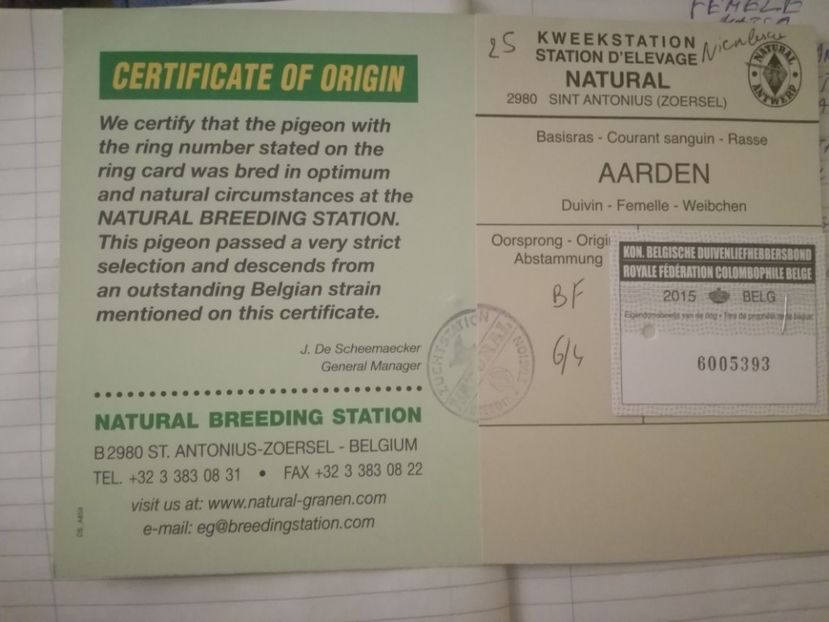 FEMELE
CERTIFICATE OF ORIGIN
We certify that the pigeon with
the ring number stated on the
ring card was bred in optimum
and natural circumstances at the
NATURAL BREEDING STATION.
This pigeon passed a very strict
selection and descends from
an outstanding Belgian strain
mentioned on this certificate.
J. De Scheemaecker
General Manager
NATURAL BREEDING STATION
B 2980 ST. ANTONIUS-ZOERSEL - BELGIUM
TEL. +32 3 383 08 31 • FAX +32 3 383 08 22
visit us at: www.natural-granen.com
e-mail: eg@breedingstation.com
25
KWEEKSTATION
STATION D'ELEVAGE
NATURAL
2980 SINT ANTONIUS (ZOERSEL)
NATURAL
ANTWERP
Basisras - Courant sanguin - Rasse
AARDEN
Duivin - Femelle - Weibchen
Oorsprong - Origi
Abstammung
BF
6/4
KON. BELGISCHE DUIVENLIEFHEBBERSBOND
ROYALE FÉDÉRATION COLOMBOPHILE BELGE
2015 BELG
6005393
ZUCHTSTATION